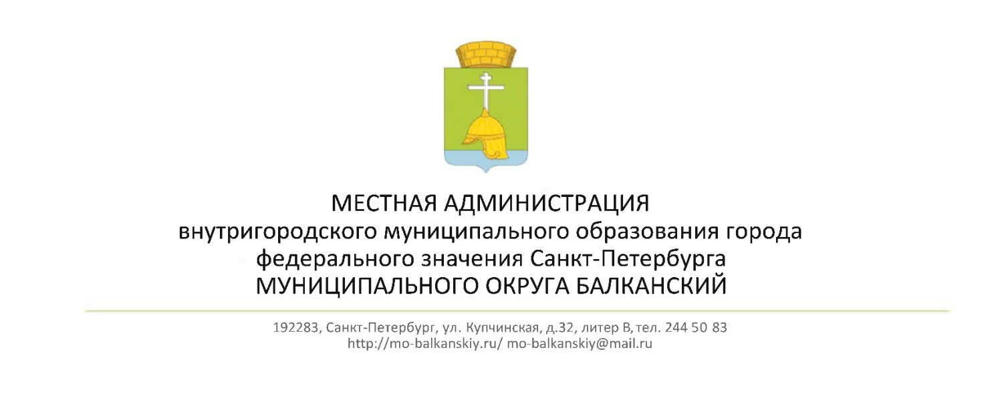 МЕСТНАЯ АДМИНИСТРАЦИЯ
внутригородского муниципального образования города
федерального значения Санкт-Петербурга
МУНИЦИПАЛЬНОГО ОКРУГА БАЛКАНСКИЙ
192283, Санкт-Петербург, ул. Купчинская, д.32, литер В, тел. 244 50 83
http://mo-balkanskiy.ru/ mo-balkanskiy@mail.ru